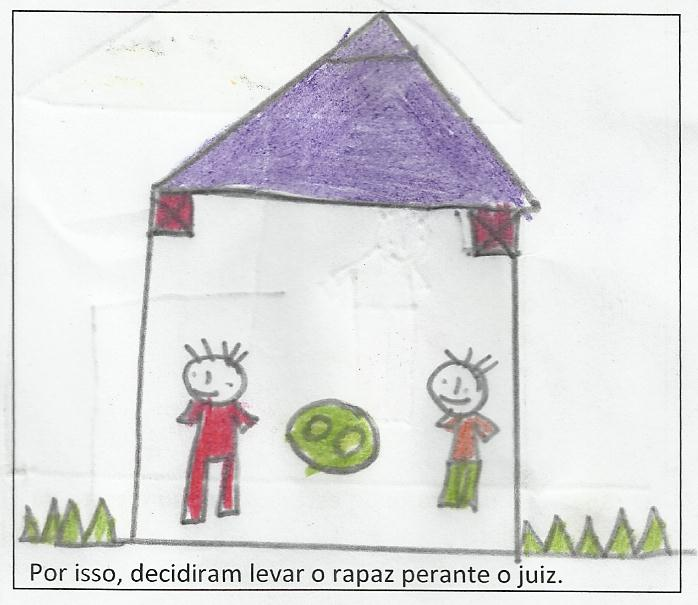 Por isso, decidiram levar o rapaz perante o juiz.